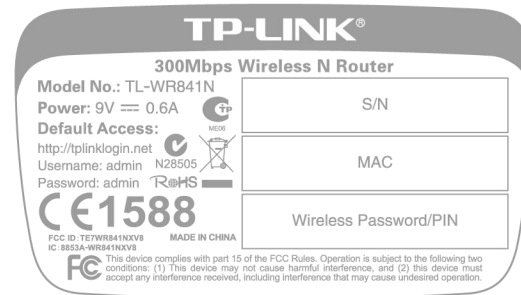 TP-LINK®
300Mbps Wireless N Router
Model No.: TL-WR841N
Power: 9V ⎓ 0.6A
Default Access:
http://tplinklogin.net
Username: admin
Password: admin
ME06
N28505
RoHS
CE1588
FCC ID: TE7WR841NXV8
IC: 8853A-WR841NXV8
MADE IN CHINA
S/N
MAC
Wireless Password/PIN
FC This device complies with part 15 of the FCC Rules. Operation is subject to the following two
conditions: (1) This device may not cause harmful interference, and (2) this device must
accept any interference received, including interference that may cause undesired operation.